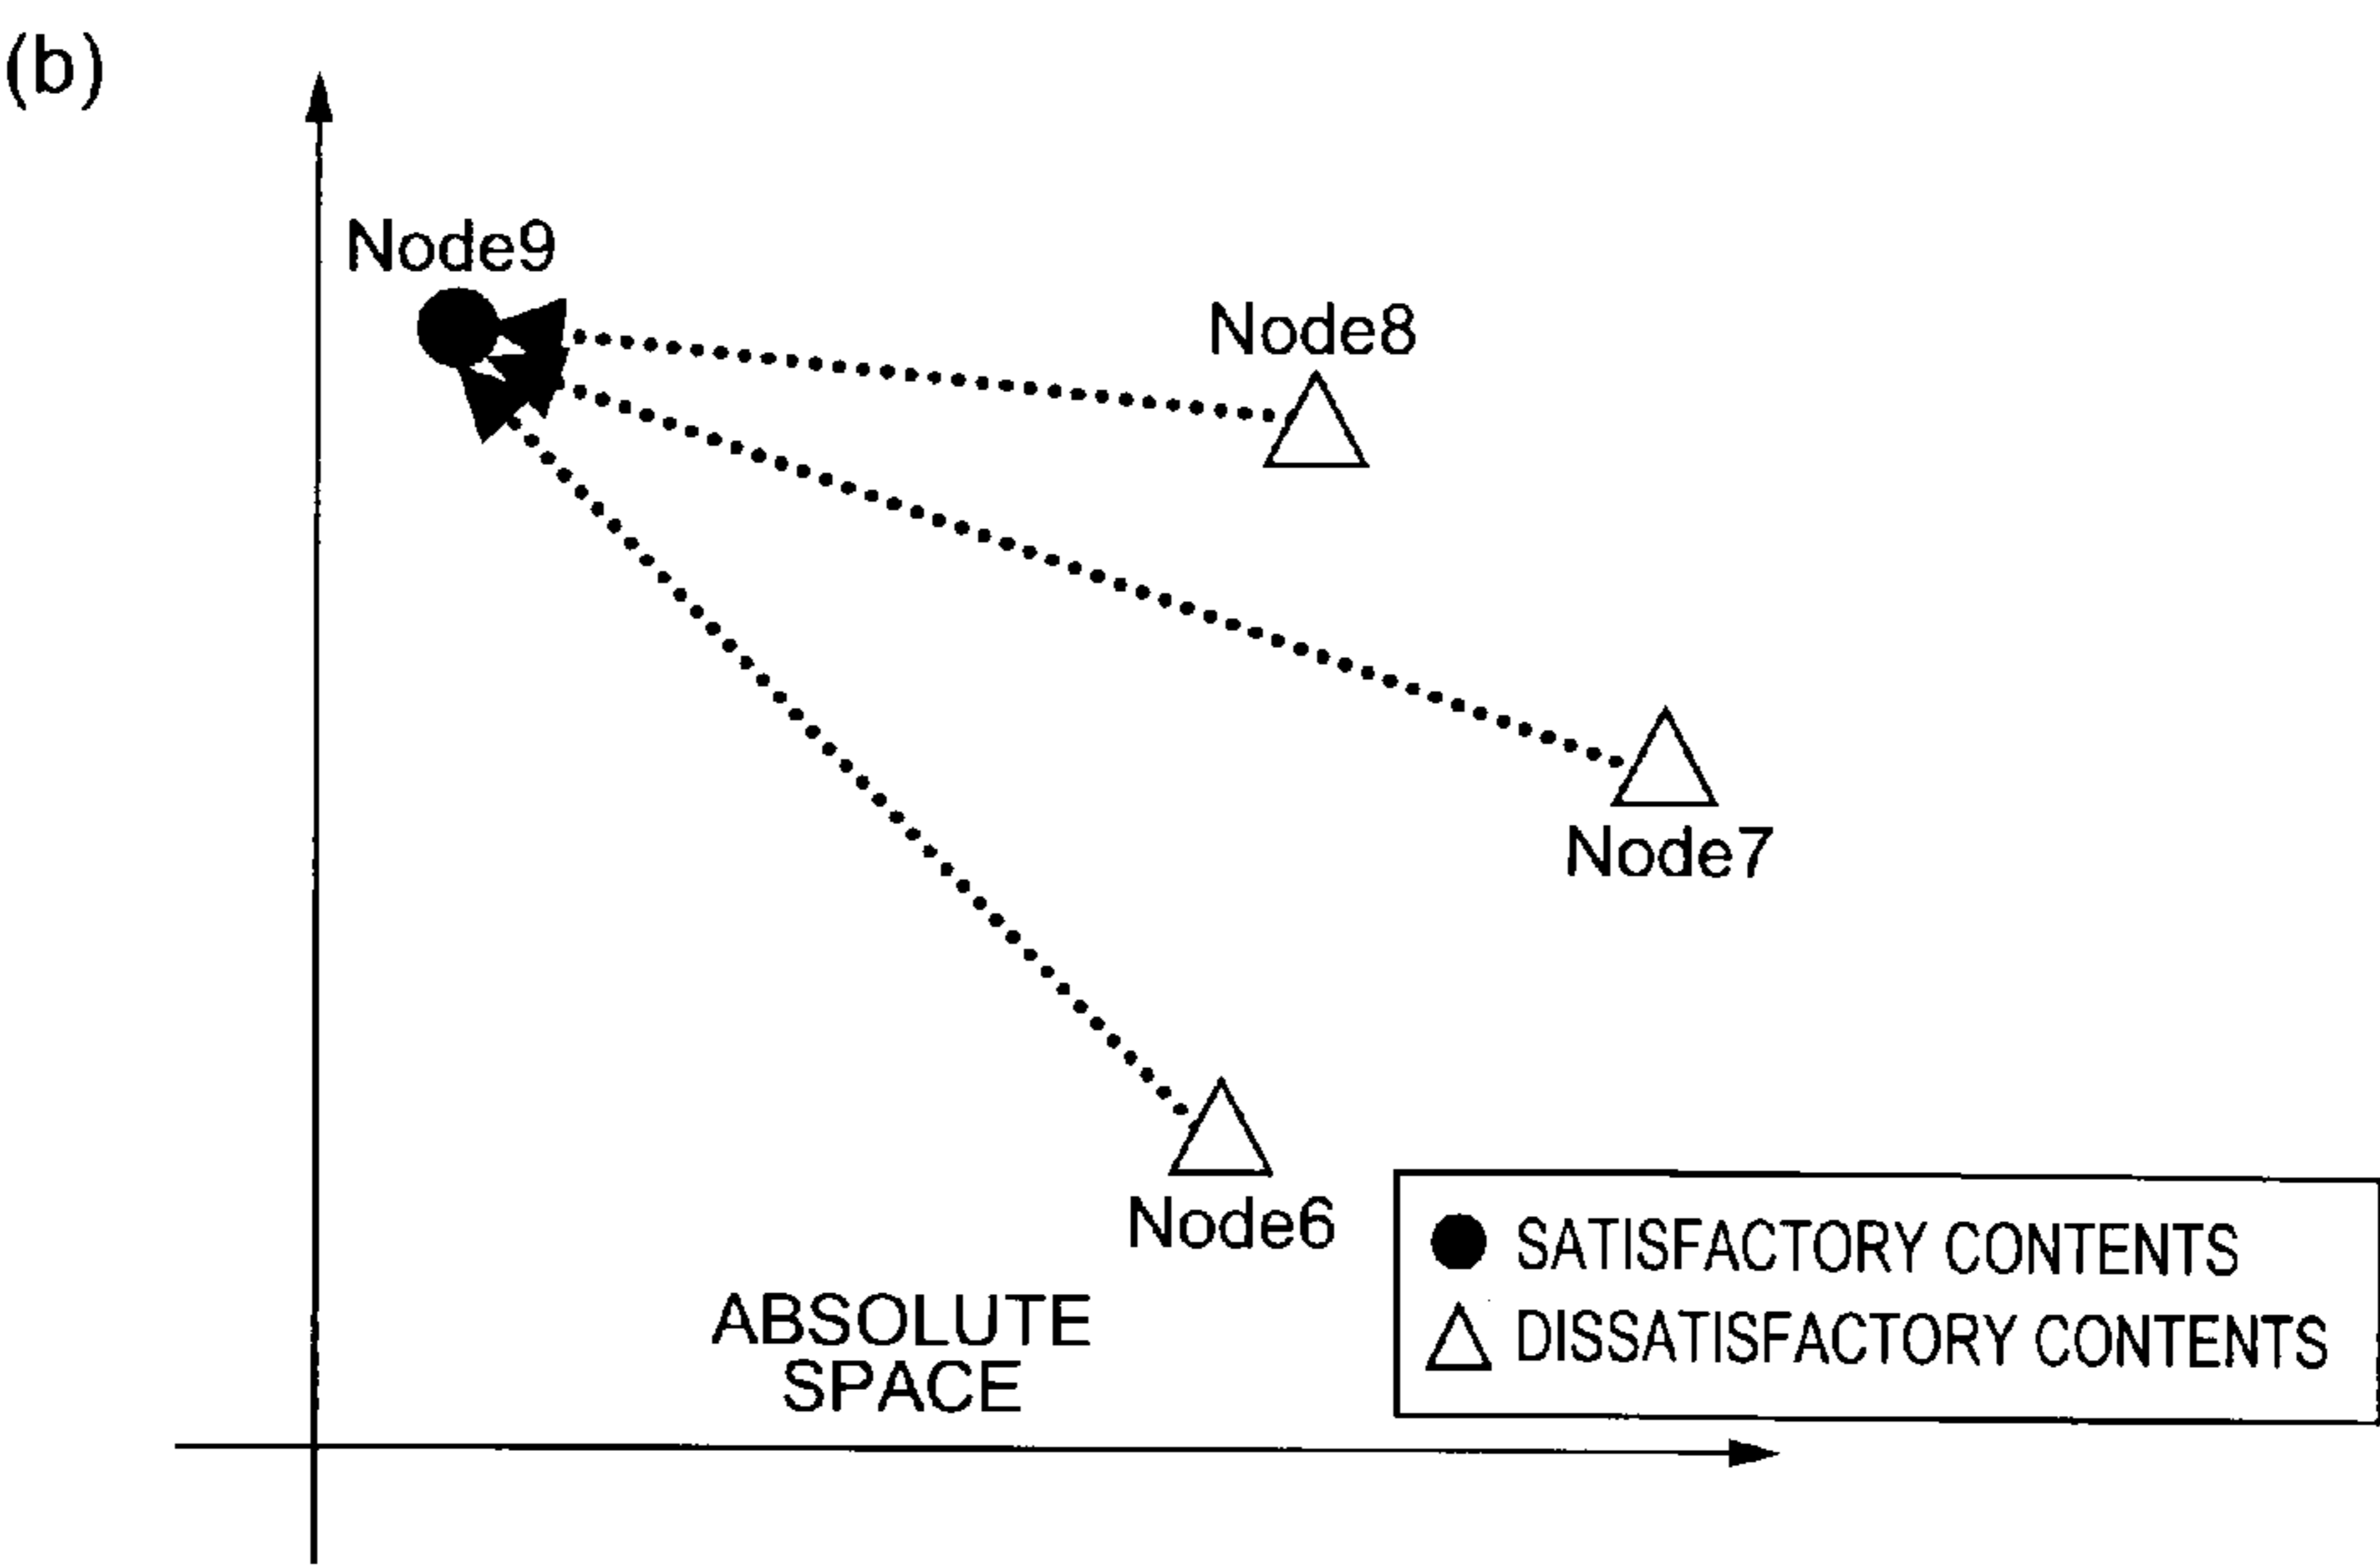 (b)
Node9
Node8
Node7
Node6
ABSOLUTE
SPACE
SATISFACTORY CONTENTS
DISSATISFACTORY CONTENTS